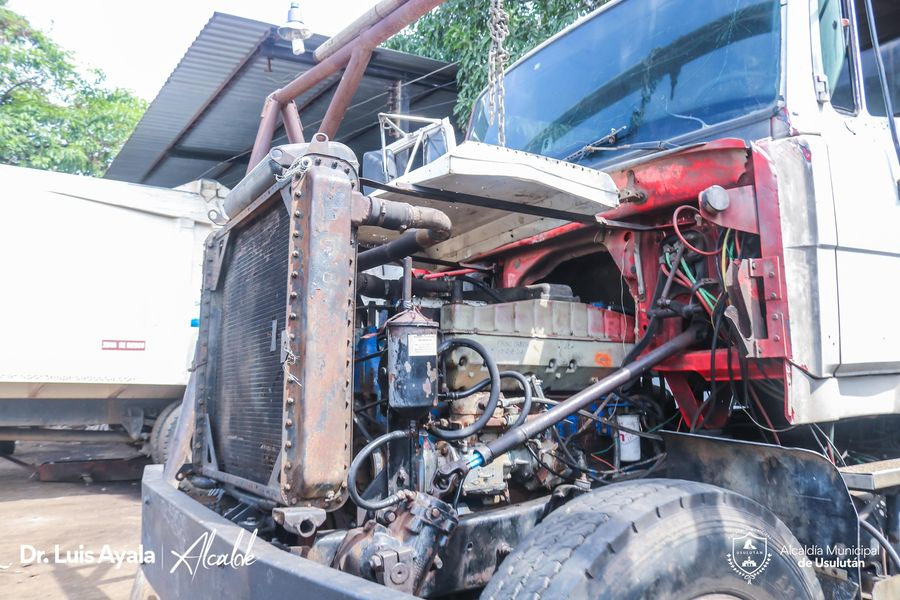 Dr. Luis Ayala
Alcalde
Alcaldía Municipal
de Usulután